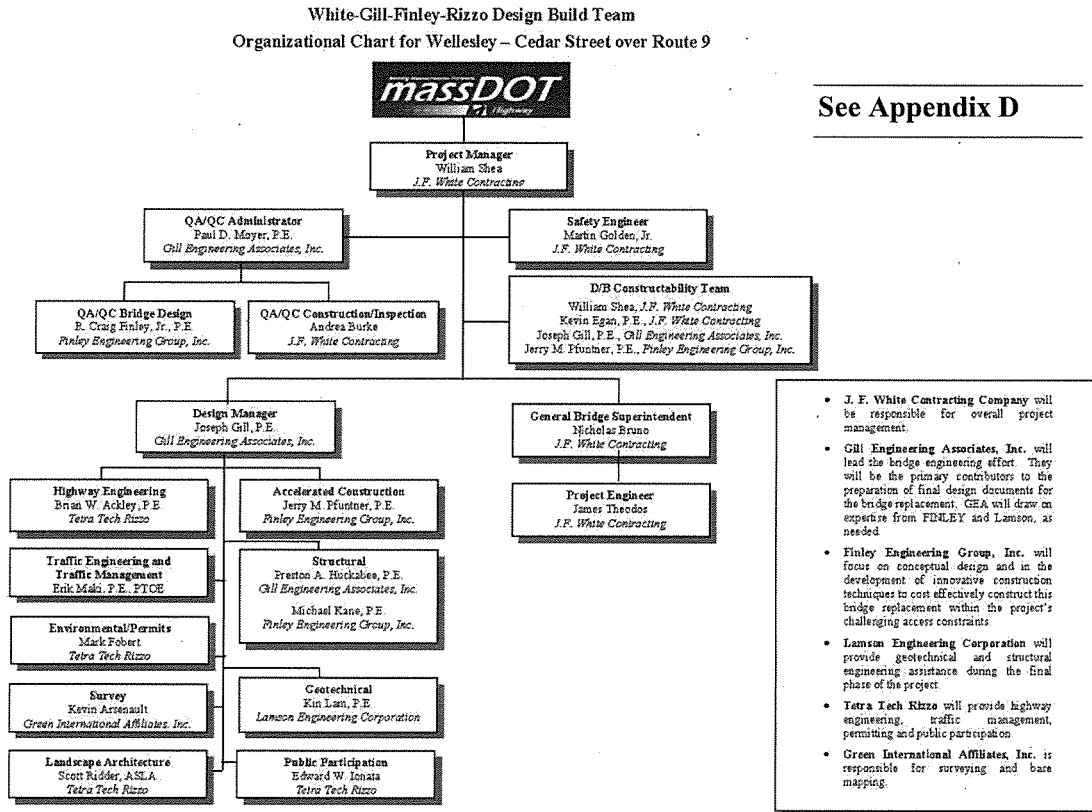 White-Gill-Finley-Rizzo Design Build Team
Organizational Chart for Wellesley – Cedar Street over Route 9
massDOT
Highway
See Appendix D
Project Manager
William Shea
J.F. White Contracting
QA/QC Administrator
Paul D. Moyer, P.E.
Gill Engineering Associates, Inc.
Safety Engineer
Martin Golden, Jr.
J.F. White Contracting
QA/QC Bridge Design
R. Craig Finley, Jr., P.E.
Finley Engineering Group, Inc.
QA/QC Construction/Inspection
Andrea Burke
J.F. White Contracting
D/B Constructability Team
William Shea, J.F. White Contracting
Kevin Egan, P.E., J.F. White Contracting
Joseph Gill, P.E., Gill Engineering Associates, Inc.
Jerry M. Pfuntner, P.E., Finley Engineering Group, Inc.
Design Manager
Joseph Gill, P.E.
Gill Engineering Associates, Inc.
General Bridge Superintendent
Nicholas Bruno
J.F. White Contracting
Highway Engineering
Brian W. Ackley, P.E.
Tetra Tech Rizzo
Accelerated Construction
Jerry M. Pfuntner, P.E.
Finley Engineering Group, Inc.
Project Engineer
James Theodos
J.F. White Contracting
Traffic Engineering and
Traffic Management
Erik Maki, P.E., PTOE
Structural
Preston A. Huckabee, P.E.
Gill Engineering Associates, Inc.
Michael Kane, P.E.
Finley Engineering Group, Inc.
Environmental/Permits
Mark Fobert
Tetra Tech Rizzo
Survey
Kevin Arsenault
Green International Affiliates, Inc.
Geotechnical
Kin Lam, P.E.
Lamson Engineering Corporation
Landscape Architecture
Scott Ridder, ASLA
Tetra Tech Rizzo
Public Participation
Edward W. Ionata
Tetra Tech Rizzo
• J. F. White Contracting Company will
be responsible for overall project
management.
• Gill Engineering Associates, Inc. will
lead the bridge engineering effort. They
will be the primary contributors to the
preparation of final design documents for
the bridge replacement. GEA will draw on
expertise from FINLEY and Lamson, as
needed.
• Finley Engineering Group, Inc. will
focus on conceptual design and in the
development of innovative construction
techniques to cost effectively construct this
bridge replacement within the project's
challenging access constraints.
• Lamson Engineering Corporation will
provide geotechnical and structural
engineering assistance during the final
phase of the project.
• Tetra Tech Rizzo will provide highway
engineering, traffic management,
permitting and public participation.
• Green International Affiliates, Inc. is
responsible for surveying and base
mapping.